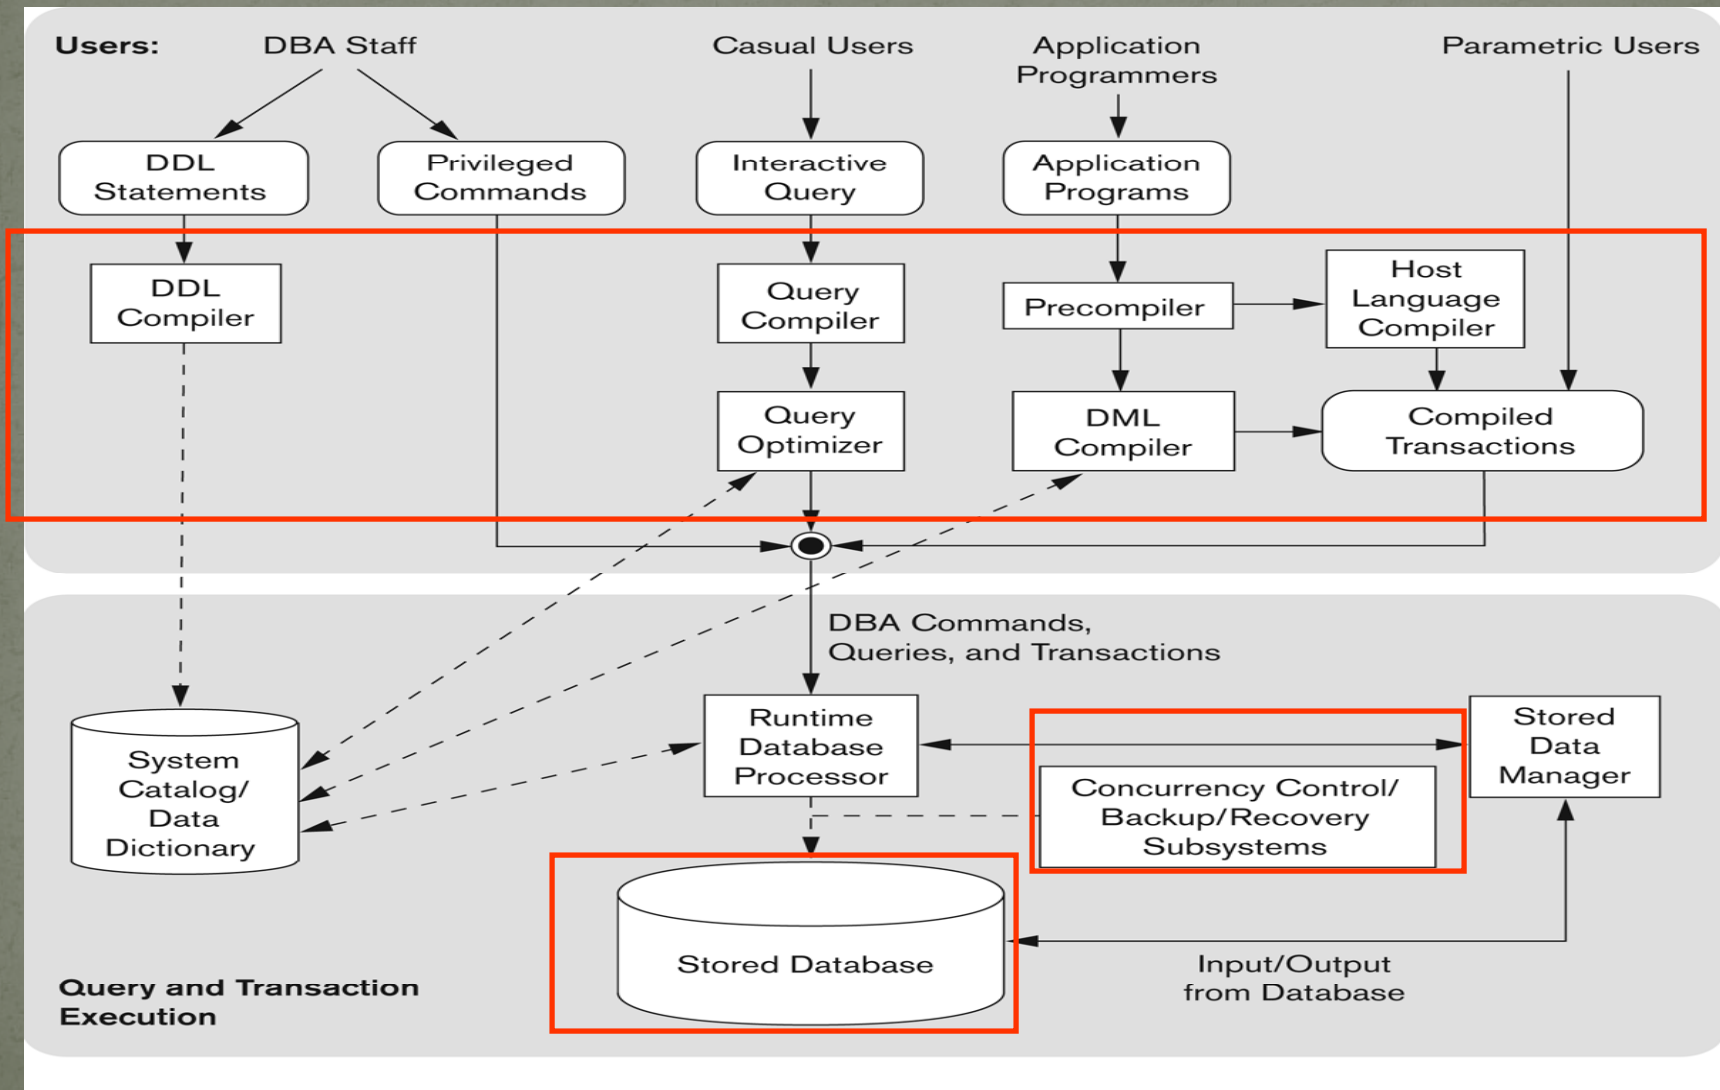 Users:
DBA Staff
Casual Users
Application
Programmers
Parametric Users
DDL
Statements
Privileged
Commands
Interactive
Query
Application
Programs
DDL
Compiler
Query
Compiler
Precompiler
Host
Language
Compiler
Query
Optimizer
DML
Compiler
Compiled
Transactions
DBA Commands,
Queries, and Transactions
System
Catalog/
Data
Dictionary
Runtime
Database
Processor
Concurrency Control/
Backup/Recovery
Subsystems
Stored
Data
Manager
Stored Database
Input/Output
from Database
Query and Transaction
Execution